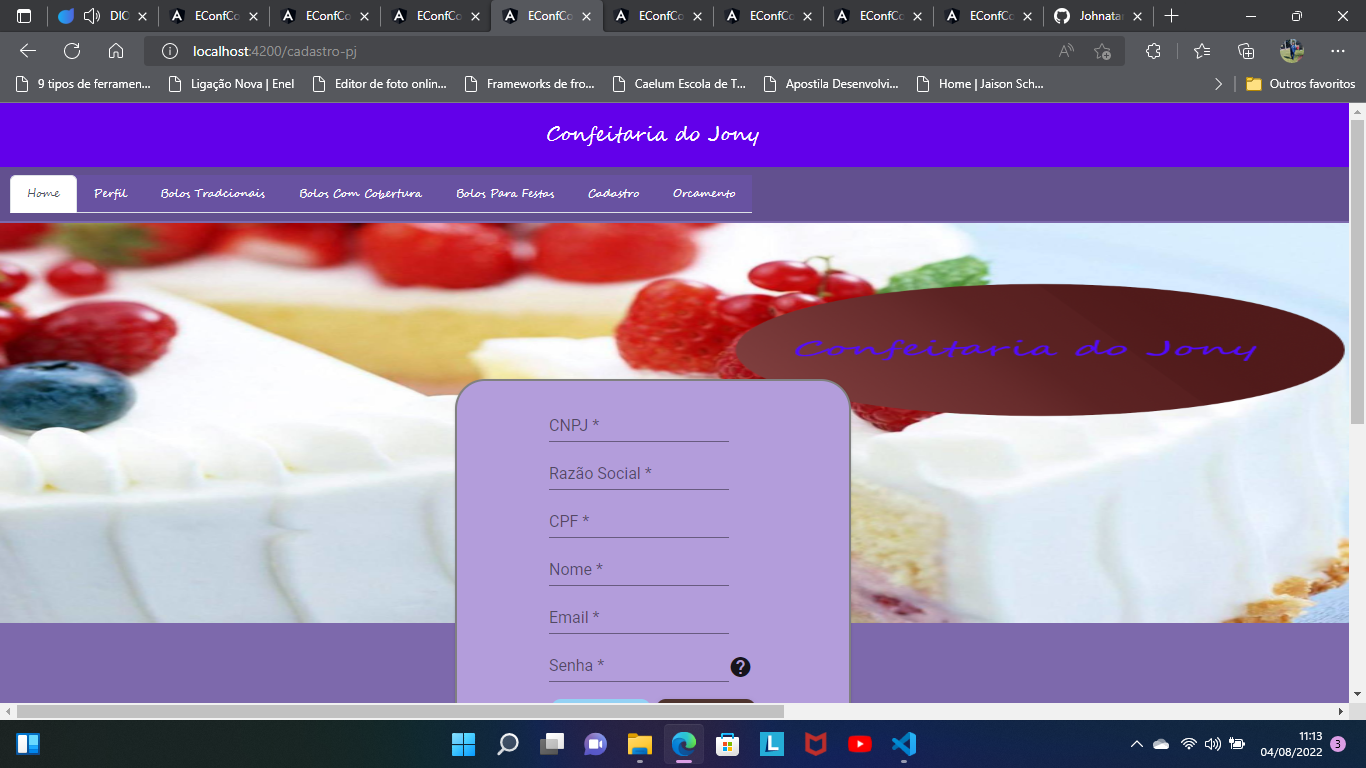 DIO
EConfCo
EConfCo
EConfCo
EConfCo
EConfCo
EConfCo
EConfCo
EConfCo
Johnatan
localhost:4200/cadastro-pj
9 tipos de ferramen...
Ligação Nova | Enel
Editor de foto onlin...
Frameworks de fro...
Caelum Escola de T...
Apostila Desenvolvi...
Home | Jaison Sch...
Outros favoritos
Confeitaria do Jony
Home
Perfil
Bolos Tradcionais
Bolos Com Cobertura
Bolos Para Festas
Cadastro
Orcamento
Confeitaria do Jony
CNPJ *
Razão Social *
CPF *
Nome *
Email *
Senha *
?
11:13
04/08/2022
3